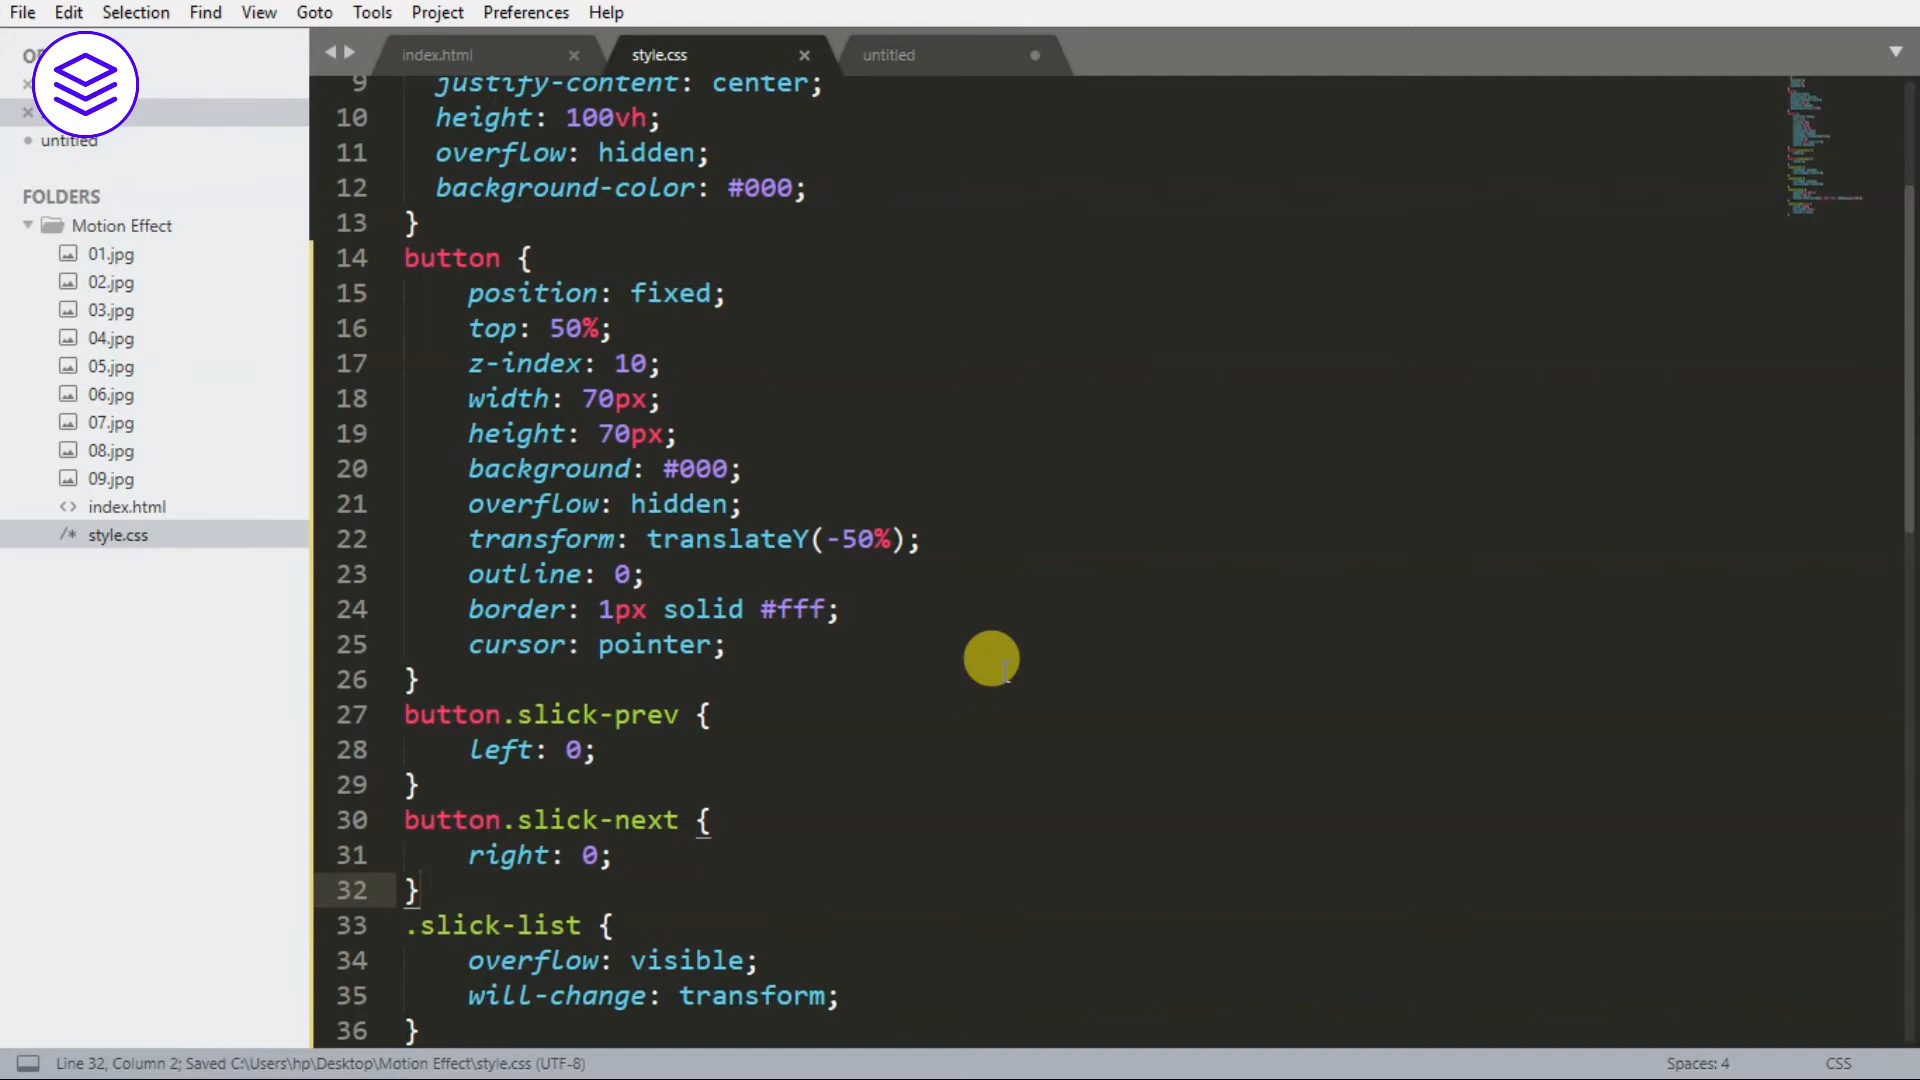 File Edit Selection Find View Goto Tools Project Preferences Help
index.html
style.css
untitled
untitled
FOLDERS
Motion Effect
01.jpg
02.jpg
03.jpg
04.jpg
05.jpg
06.jpg
07.jpg
08.jpg
09.jpg
<> index.html
/* style.css
9 justify-content: center;
10 height: 100vh;
11 overflow: hidden;
12 background-color: #000;
13 }
14 button {
15 position: fixed;
16 top: 50%;
17 z-index: 10;
18 width: 70px;
19 height: 70px;
20 background: #000;
21 overflow: hidden;
22 transform: translateY(-50%);
23 outline: 0;
24 border: 1px solid #fff;
25 cursor: pointer;
26 }
27 button.slick-prev {
28 left: 0;
29 }
30 button.slick-next {
31 right: 0;
32 }
33 .slick-list {
34 overflow: visible;
35 will-change: transform;
36 }
Line 32, Column 2; Saved C:\Users\hp\Desktop\Motion Effect\style.css (UTF-8)
Spaces: 4
CSS